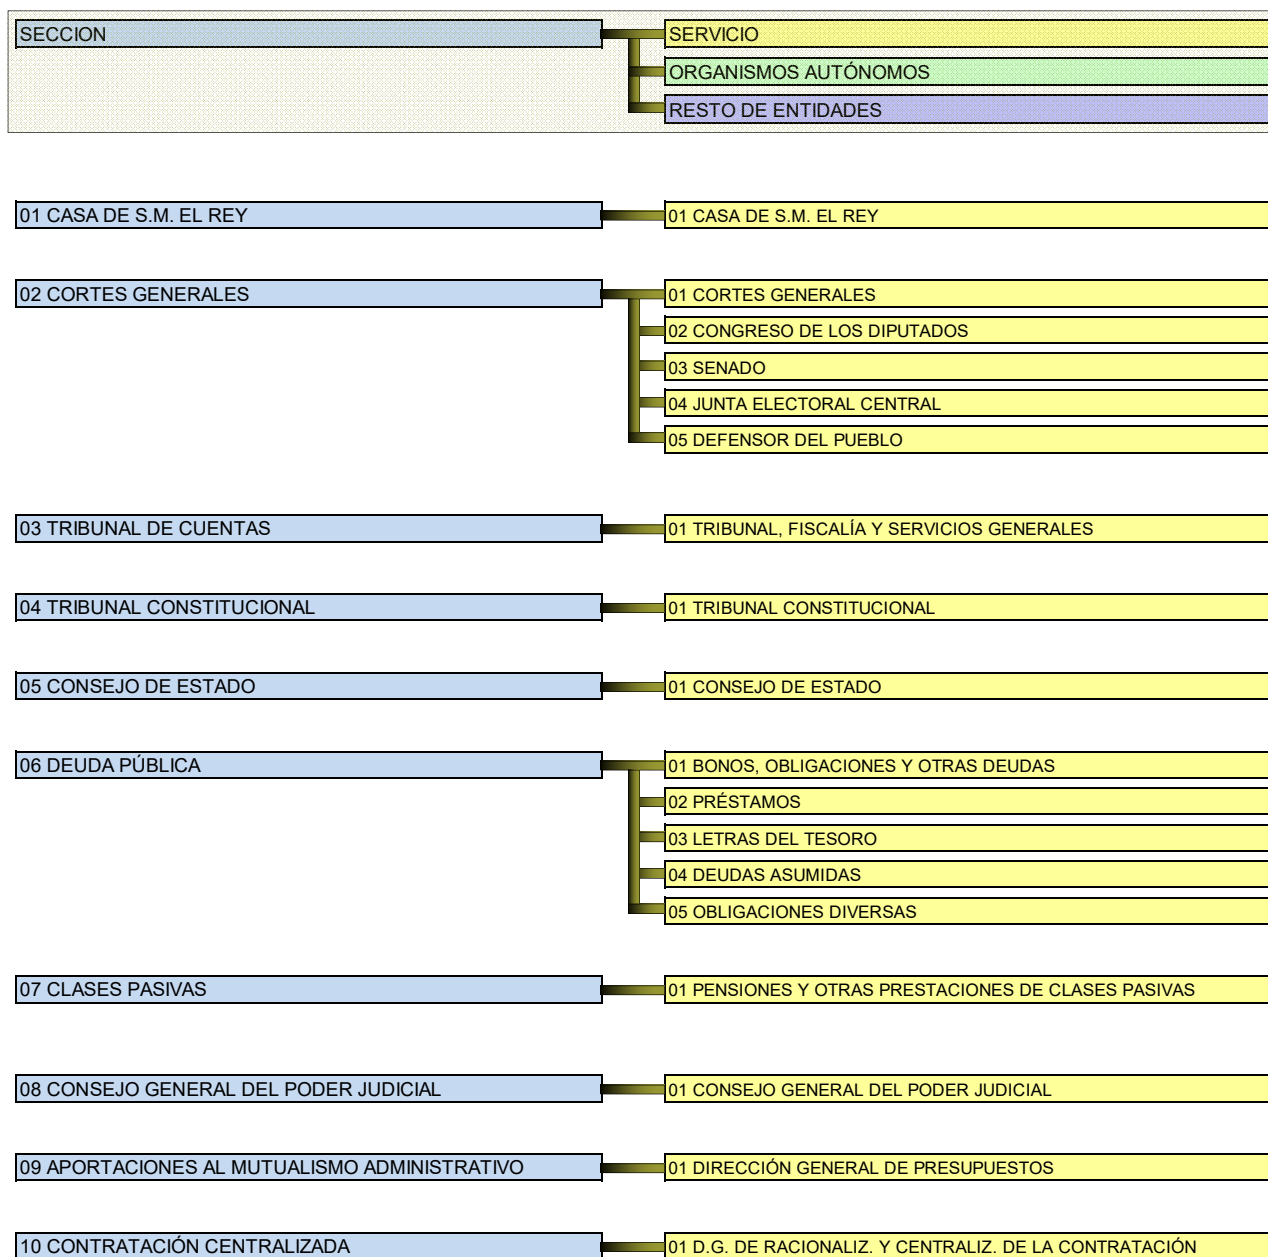 SECCION
SERVICIO
ORGANISMOS AUTÓNOMOS
RESTO DE ENTIDADES
01 CASA DE S.M. EL REY
01 CASA DE S.M. EL REY
02 CORTES GENERALES
01 CORTES GENERALES
02 CONGRESO DE LOS DIPUTADOS
03 SENADO
04 JUNTA ELECTORAL CENTRAL
05 DEFENSOR DEL PUEBLO
03 TRIBUNAL DE CUENTAS
01 TRIBUNAL, FISCALÍA Y SERVICIOS GENERALES
04 TRIBUNAL CONSTITUCIONAL
01 TRIBUNAL CONSTITUCIONAL
05 CONSEJO DE ESTADO
01 CONSEJO DE ESTADO
06 DEUDA PÚBLICA
01 BONOS, OBLIGACIONES Y OTRAS DEUDAS
02 PRÉSTAMOS
03 LETRAS DEL TESORO
04 DEUDAS ASUMIDAS
05 OBLIGACIONES DIVERSAS
07 CLASES PASIVAS
01 PENSIONES Y OTRAS PRESTACIONES DE CLASES PASIVAS
08 CONSEJO GENERAL DEL PODER JUDICIAL
01 CONSEJO GENERAL DEL PODER JUDICIAL
09 APORTACIONES AL MUTUALISMO ADMINISTRATIVO
01 DIRECCIÓN GENERAL DE PRESUPUESTOS
10 CONTRATACIÓN CENTRALIZADA
01 D.G. DE RACIONALIZ. Y CENTRALIZ. DE LA CONTRATACIÓN